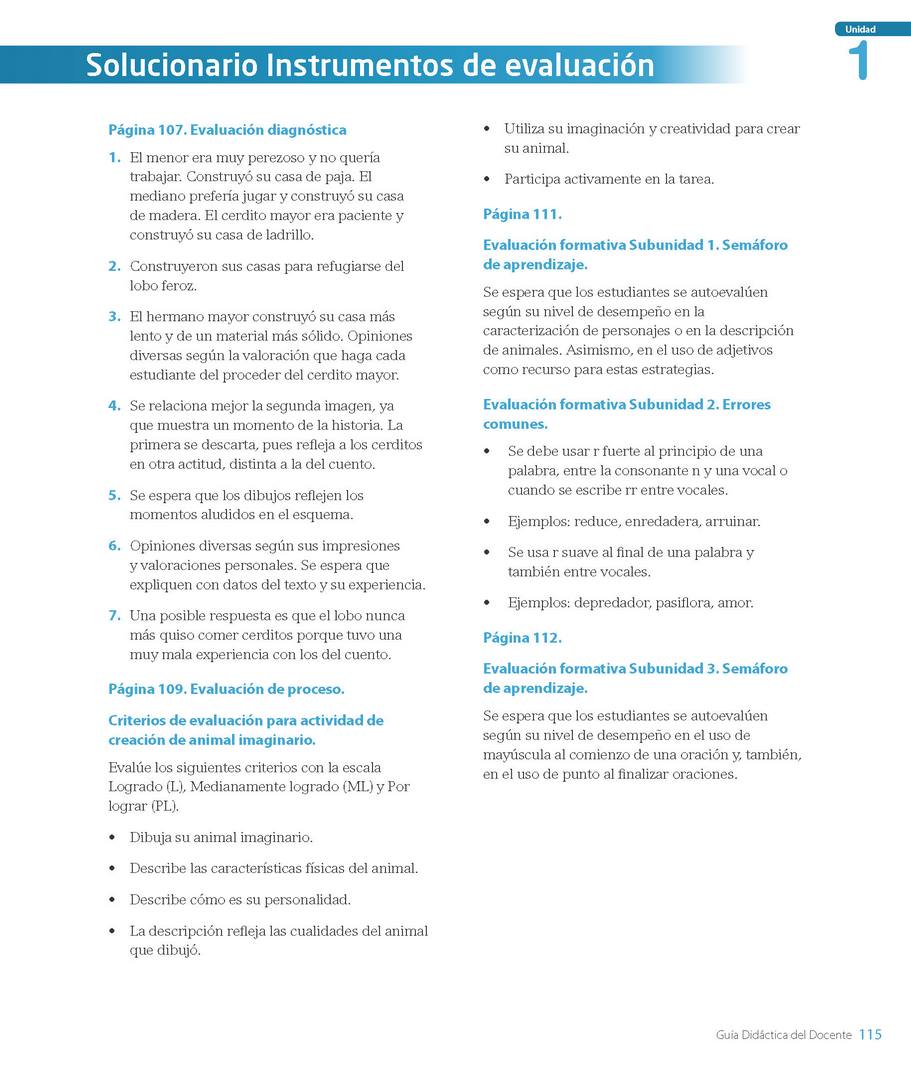 Unidad
1
Solucionario Instrumentos de evaluación
Página 107. Evaluación diagnóstica
1. El menor era muy perezoso y no quería
trabajar. Construyó su casa de paja. El
mediano prefería jugar y construyó su casa
de madera. El cerdito mayor era paciente y
construyó su casa de ladrillo.
2. Construyeron sus casas para refugiarse del
lobo feroz.
3. El hermano mayor construyó su casa más
lento y de un material más sólido. Opiniones
diversas según la valoración que haga cada
estudiante del proceder del cerdito mayor.
4. Se relaciona mejor la segunda imagen, ya
que muestra un momento de la historia. La
primera se descarta, pues refleja a los cerditos
en otra actitud, distinta a la del cuento.
5. Se espera que los dibujos reflejen los
momentos aludidos en el esquema.
6. Opiniones diversas según sus impresiones
y valoraciones personales. Se espera que
expliquen con datos del texto y su experiencia.
7. Una posible respuesta es que el lobo nunca
más quiso comer cerditos porque tuvo una
muy mala experiencia con los del cuento.
Página 109. Evaluación de proceso.
Criterios de evaluación para actividad de
creación de animal imaginario.
Evalúe los siguientes criterios con la escala
Logrado (L), Medianamente logrado (ML) y Por
lograr (PL).
• Dibuja su animal imaginario.
• Describe las características físicas del animal.
• Describe cómo es su personalidad.
• La descripción refleja las cualidades del animal
que dibujó.
• Utiliza su imaginación y creatividad para crear
su animal.
• Participa activamente en la tarea.
Página 111.
Evaluación formativa Subunidad 1. Semáforo
de aprendizaje.
Se espera que los estudiantes se autoevalúen
según su nivel de desempeño en la
caracterización de personajes o en la descripción
de animales. Asimismo, en el uso de adjetivos
como recurso para estas estrategias.
Evaluación formativa Subunidad 2. Errores
comunes.
• Se debe usar r fuerte al principio de una
palabra, entre la consonante n y una vocal o
cuando se escribe rr entre vocales.
• Ejemplos: reduce, enredadera, arruinar.
• Se usa r suave al final de una palabra y
también entre vocales.
• Ejemplos: depredador, pasiflora, amor.
Página 112.
Evaluación formativa Subunidad 3. Semáforo
de aprendizaje.
Se espera que los estudiantes se autoevalúen
según su nivel de desempeño en el uso de
mayúscula al comienzo de una oración y, también,
en el uso de punto al finalizar oraciones.
Guía Didáctica del Docente 115